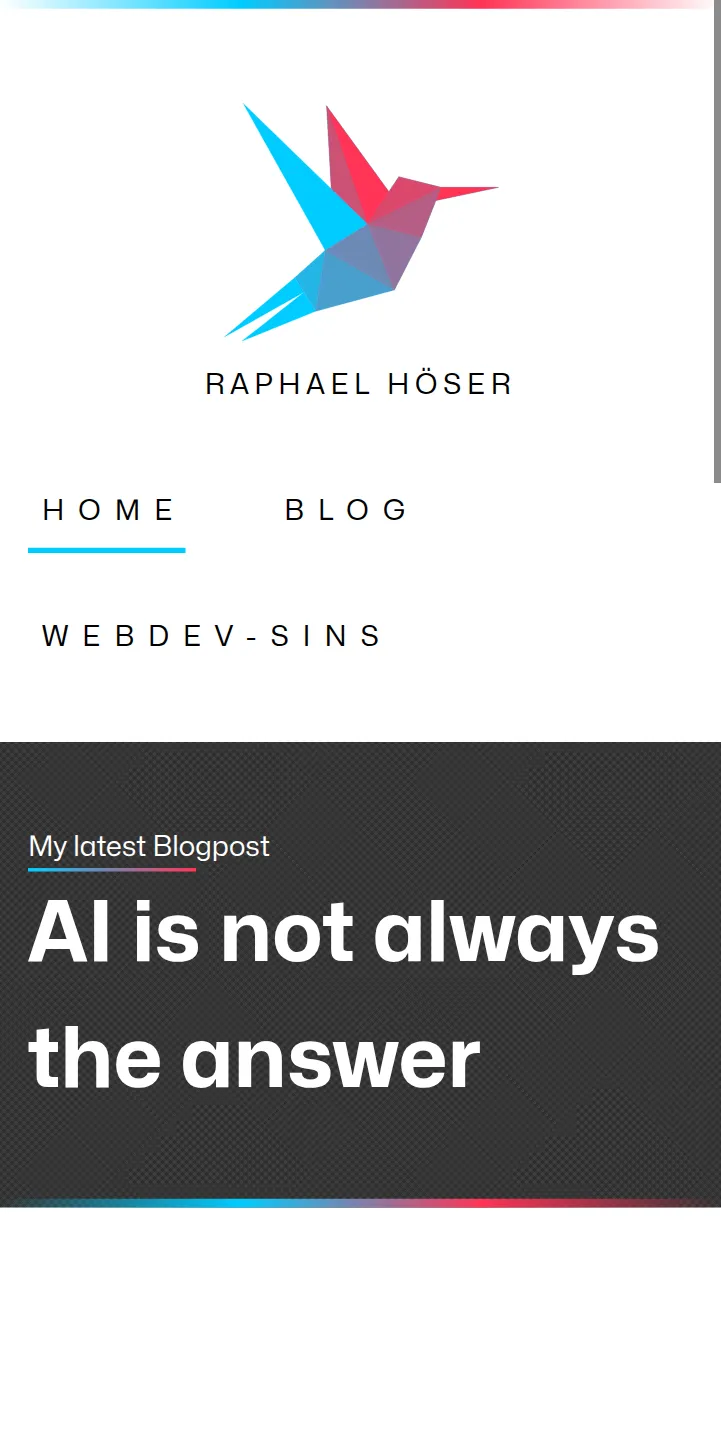 RAPHAEL HÖSER
HOME BLOG
WEBDEV-SINS
My latest Blogpost
AI is not always
the answer